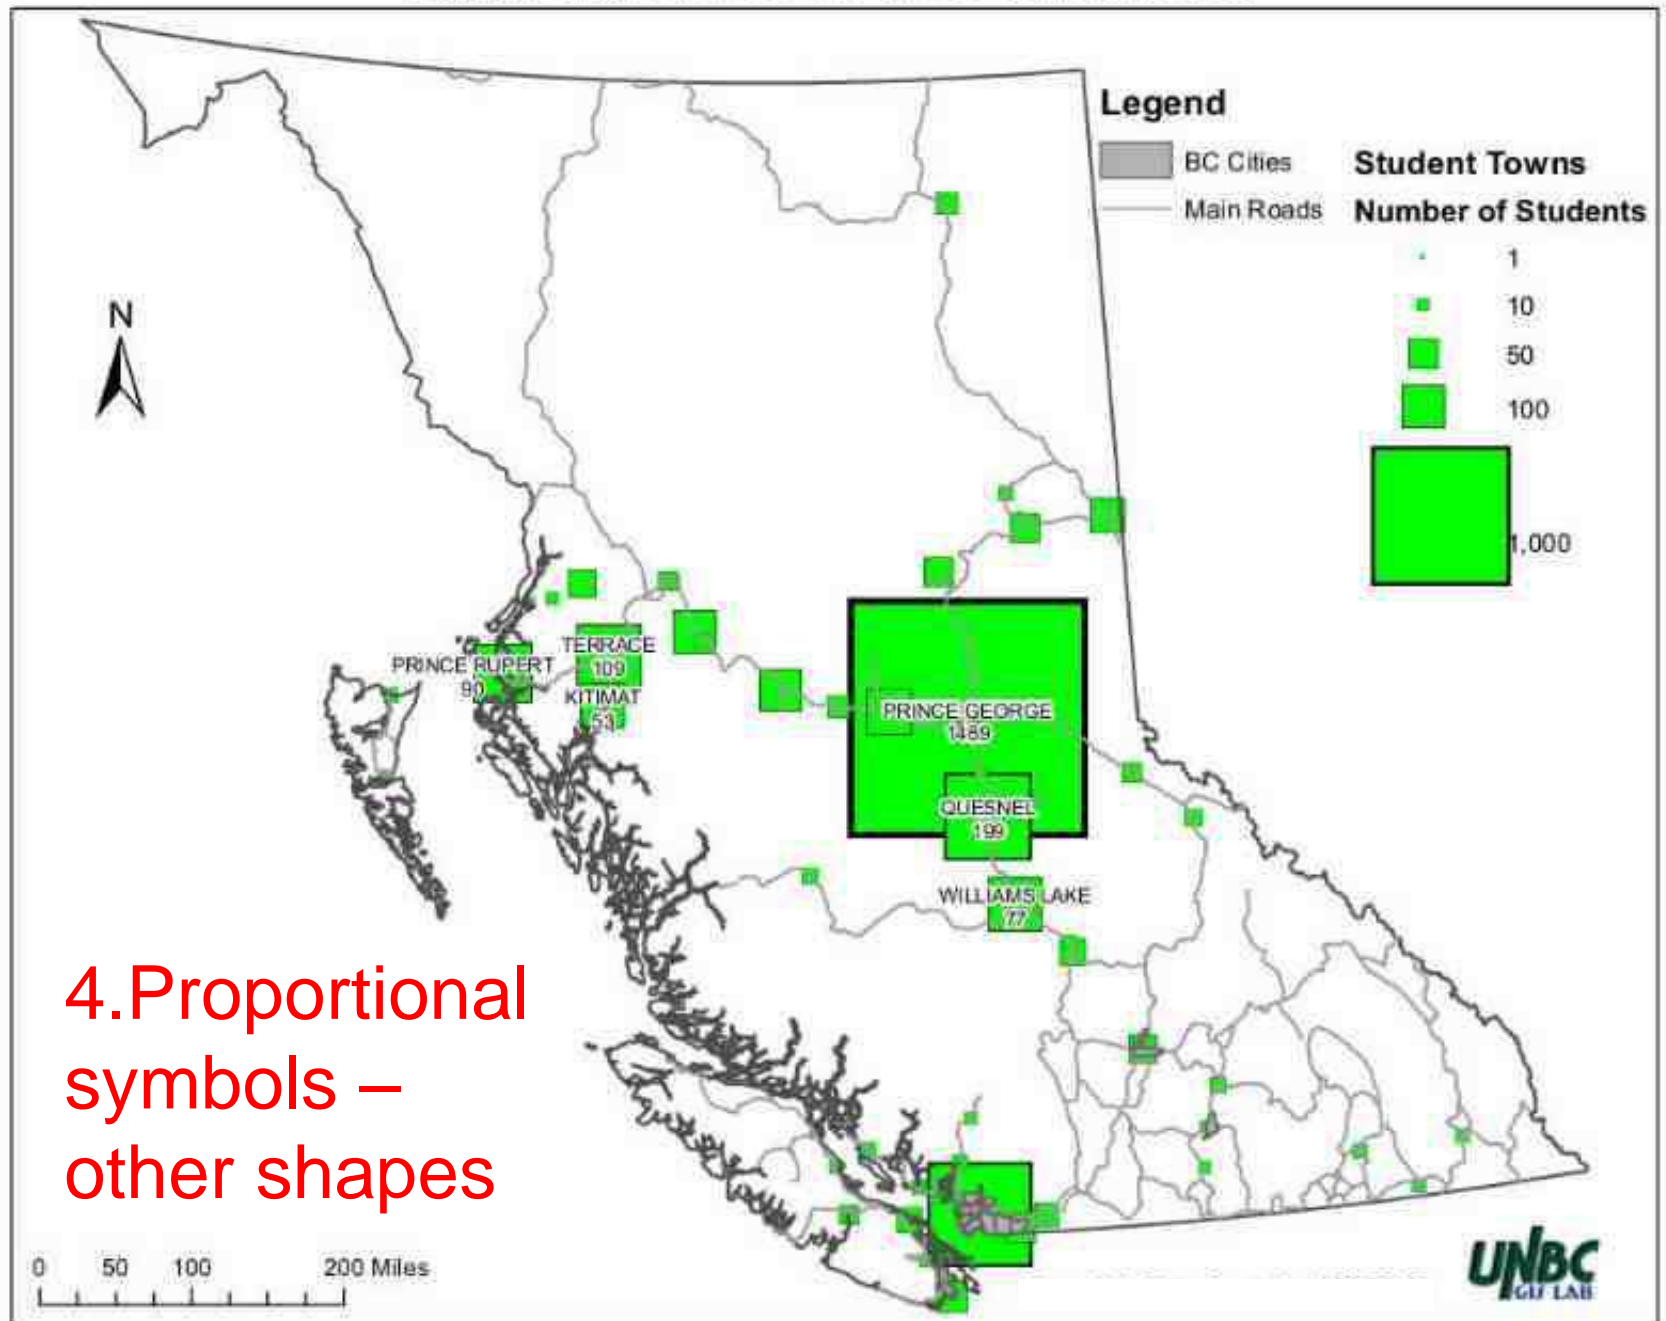 Legend
BC Cities
Main Roads
Student Towns
Number of Students
1
10
50
100
1,000
N
TERRACE
109
PRINCE RUPERT
90
KITIMAT
53
PRINCE GEORGE
1489
QUESNEL
199
WILLIAMS LAKE
77
4.Proportional
symbols –
other shapes
0 50 100 200 Miles
UNBC
GIS LAB